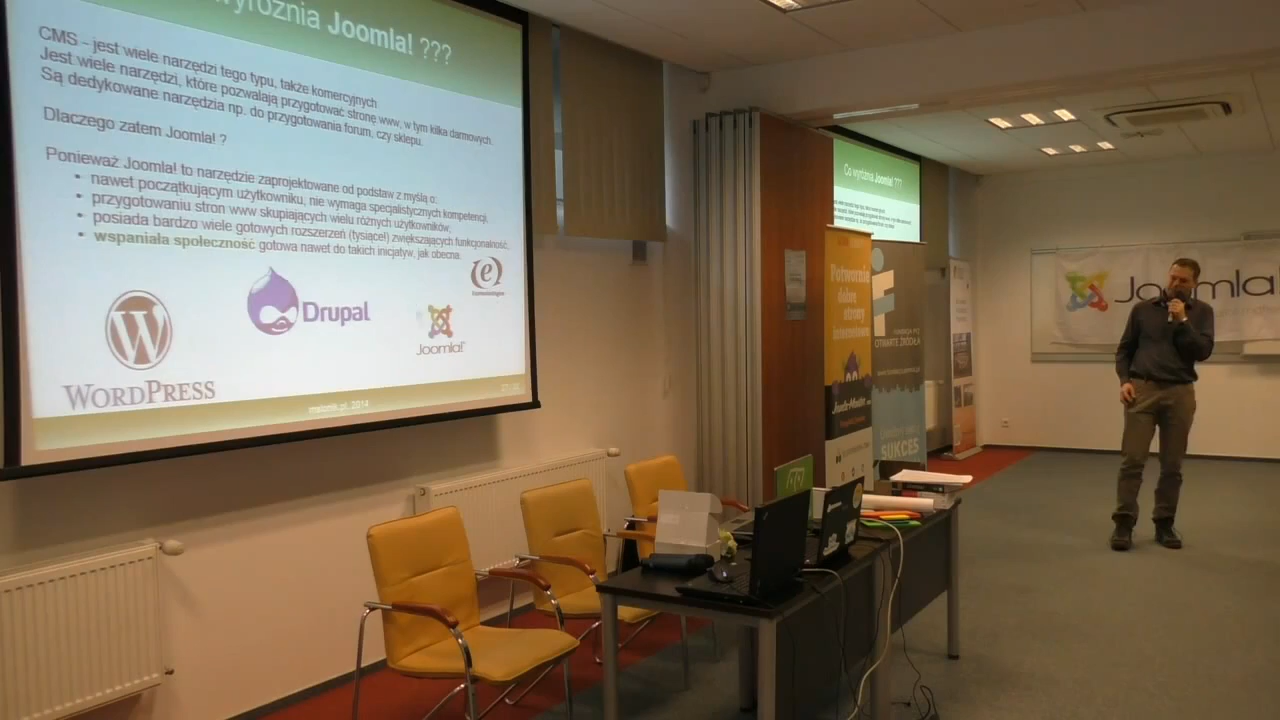 wyróżnia Joomla! ???
CMS - jest wiele narzędzi tego typu, także komercyjnych
Jest wiele narzędzi, które pozwalają przygotować stronę www, w tym kilka darmowych.
Są dedykowane narzędzia np. do przygotowania forum, czy sklepu.
Dlaczego zatem Joomla! ?
Ponieważ Joomla! to narzędzie zaprojektowane od podstaw z myślą o:
• nawet początkującym użytkowniku, nie wymaga specjalistycznych kompetencji,
• przygotowaniu stron www skupiających wielu różnych użytkowników,
• posiada bardzo wiele gotowych rozszerzeń (tysiące!) zwiększających funkcjonalność,
• wspaniała społeczność gotowa nawet do takich inicjatyw, jak obecna.
WORDPRESS
Drupal
Joomla!
2014
Co wyróżnia Joomla! ???
Potwornie
dobre
strony
internetowe
FUNDACJA PCJ
OTWARTE ŹRÓDŁA
SUKCES
Joomla